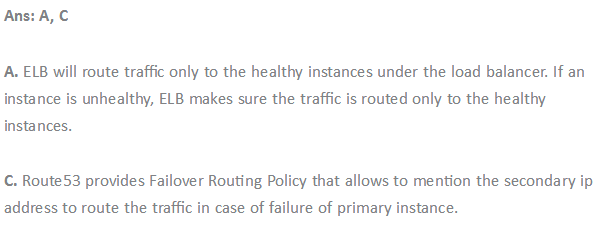 Ans: A, C
A. ELB will route traffic only to the healthy instances under the load balancer. If an
instance is unhealthy, ELB makes sure the traffic is routed only to the healthy
instances.
C. Route53 provides Failover Routing Policy that allows to mention the secondary ip
address to route the traffic in case of failure of primary instance.